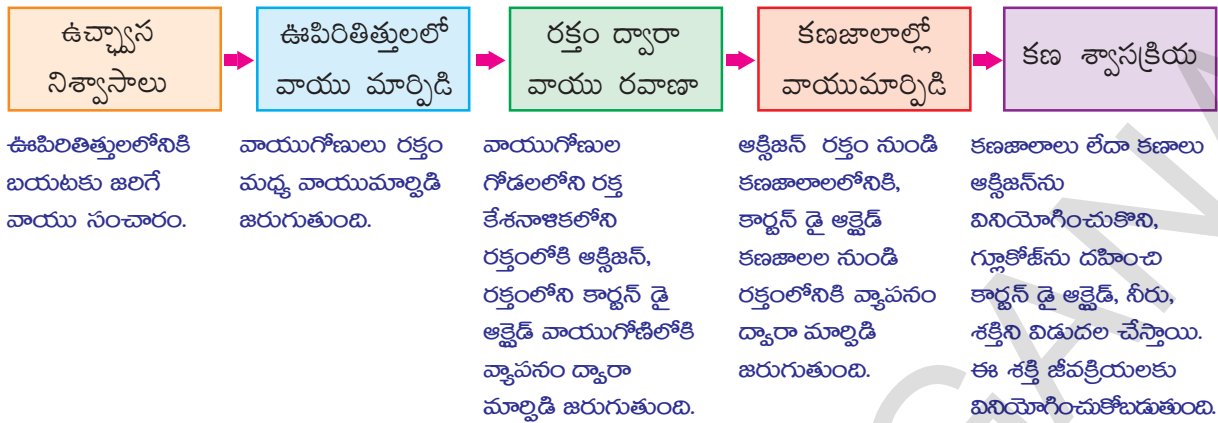 ఉచ్ఛ్వాస
నిశ్వాసాలు
ఊపిరితిత్తులలో
వాయు మార్పిడి
రక్తం ద్వారా
వాయు రవాణా
కణజాలాల్లో
వాయుమార్పిడి
కణ శ్వాసక్రియ
ఊపిరితిత్తులలోనికి
బయటకు జరిగే
వాయు సంచారం.
వాయుగోణులు రక్తం
మధ్య వాయుమార్పిడి
జరుగుతుంది.
వాయుగోణుల
గోడలలోని రక్త
కేశనాళికలోని
రక్తంలోకి ఆక్సిజన్,
రక్తంలోని కార్బన్ డై
ఆక్సైడ్ వాయుగోణిలోకి
వ్యాపనం ద్వారా
మార్పిడి జరుగుతుంది.
ఆక్సిజన్ రక్తం నుండి
కణజాలాలలోనికి,
కార్బన్ డై ఆక్సైడ్
కణజాలల నుండి
రక్తంలోనికి వ్యాపనం
ద్వారా మార్పిడి
జరుగుతుంది.
కణజాలాలు లేదా కణాలు
ఆక్సిజన్‌ను
వినియోగించుకొని,
గ్లూకోజ్‌ను దహించి
కార్బన్ డై ఆక్సైడ్, నీరు,
శక్తిని విడుదల చేస్తాయి.
ఈ శక్తి జీవక్రియలకు
వినియోగించుకోబడుతుంది.